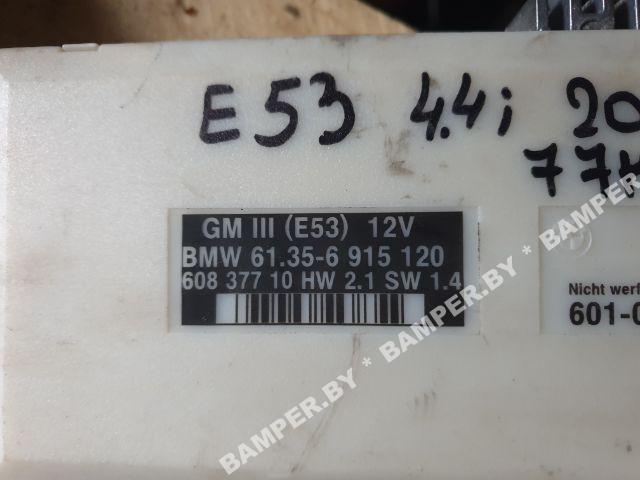 E53 4.4i 20
77
GM III (E53) 12V
BMW 61.35-6 915 120
608 377 10 HW 2.1 SW 1.4
Nicht werf
601-0
BAMPER.BY * BAMPER.BY * BAMPER.BY